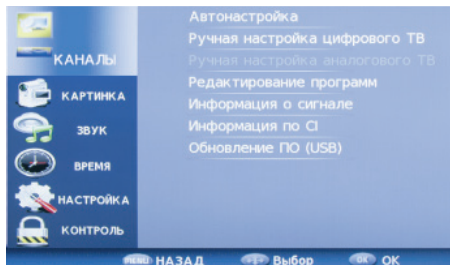 КАНАЛЫ
КАРТИНКА
ЗВУК
ВРЕМЯ
НАСТРОЙКА
КОНТРОЛЬ
Автонастройка
Ручная настройка цифрового ТВ
Ручная настройка аналогового ТВ
Редактирование программ
Информация о сигнале
Информация по CI
Обновление ПО (USB)
MENU НАЗАД Выбор OK OK